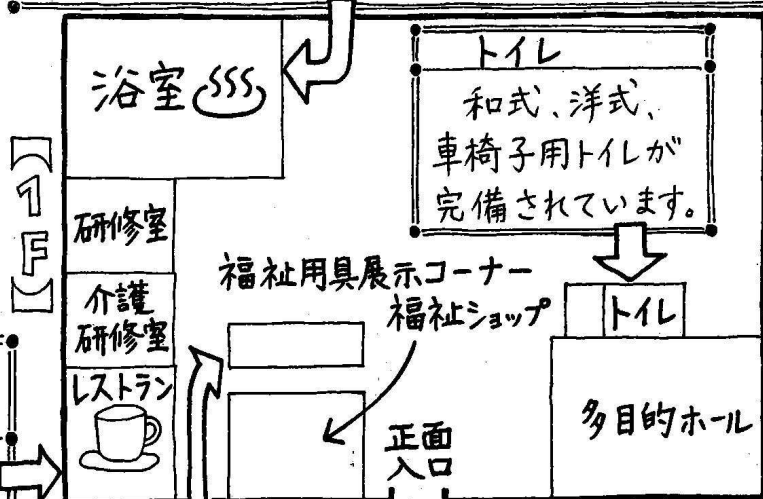 浴室
トイレ
和式、洋式、
車椅子用トイレが
完備されています。
【1F】
研修室
福祉用具展示コーナー
介護
研修室
福祉ショップ
トイレ
レストラン
多目的ホール
正面
入口